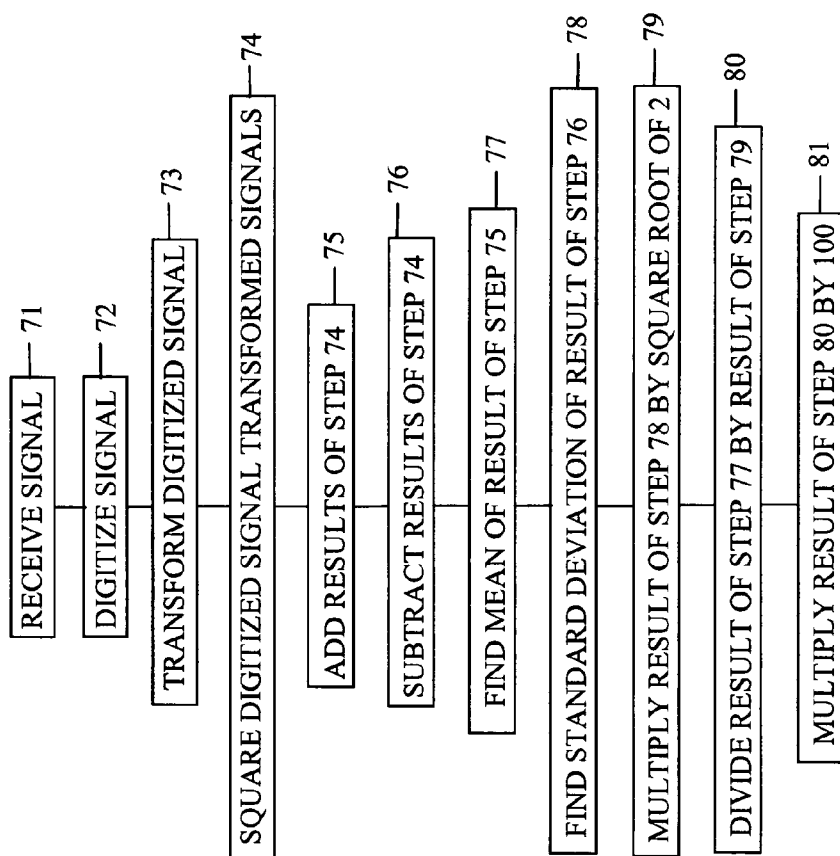 RECEIVE SIGNAL 71
DIGITIZE SIGNAL 72
TRANSFORM DIGITIZED SIGNAL 73
SQUARE DIGITIZED SIGNAL TRANSFORMED SIGNALS 74
ADD RESULTS OF STEP 74 75
SUBTRACT RESULTS OF STEP 74 76
FIND MEAN OF RESULT OF STEP 75 77
FIND STANDARD DEVIATION OF RESULT OF STEP 76 78
MULTIPLY RESULT OF STEP 78 BY SQUARE ROOT OF 2 79
DIVIDE RESULT OF STEP 77 BY RESULT OF STEP 79 80
MULTIPLY RESULT OF STEP 80 BY 100 81